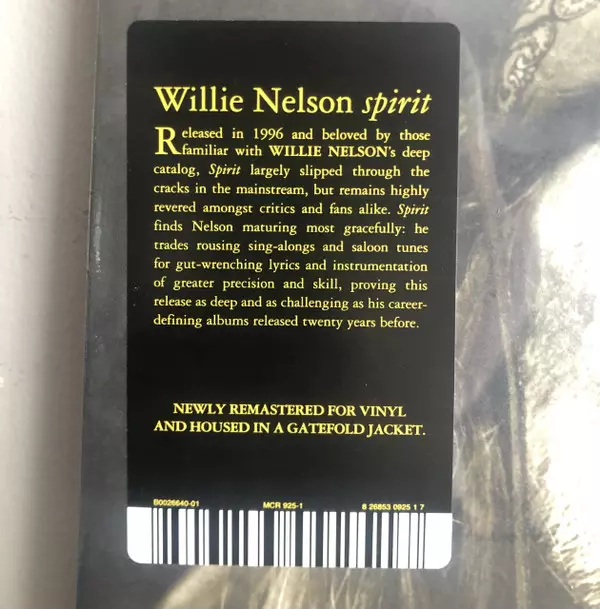 Willie Nelson spirit
Released in 1996 and beloved by those
familiar with WILLIE NELSON's deep
catalog, Spirit largely slipped through the
cracks in the mainstream, but remains highly
revered amongst critics and fans alike. Spirit
finds Nelson maturing most gracefully: he
trades rousing sing-alongs and saloon tunes
for gut-wrenching lyrics and instrumentation
of greater precision and skill, proving this
release as deep and as challenging as his career-
defining albums released twenty years before.
NEWLY REMASTERED FOR VINYL
AND HOUSED IN A GATEFOLD JACKET.
B0026640-01 MCR 925-1 8 26853 0925 1 7